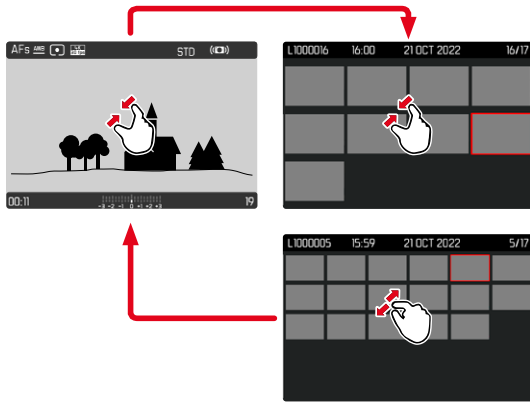 AFs AWB STD
L1000016 16:00 21 OCT 2022 16/17
00:11 -3 -2 -1 0 +1 +2 +3 19
L1000005 15:59 21 OCT 2022 5/17